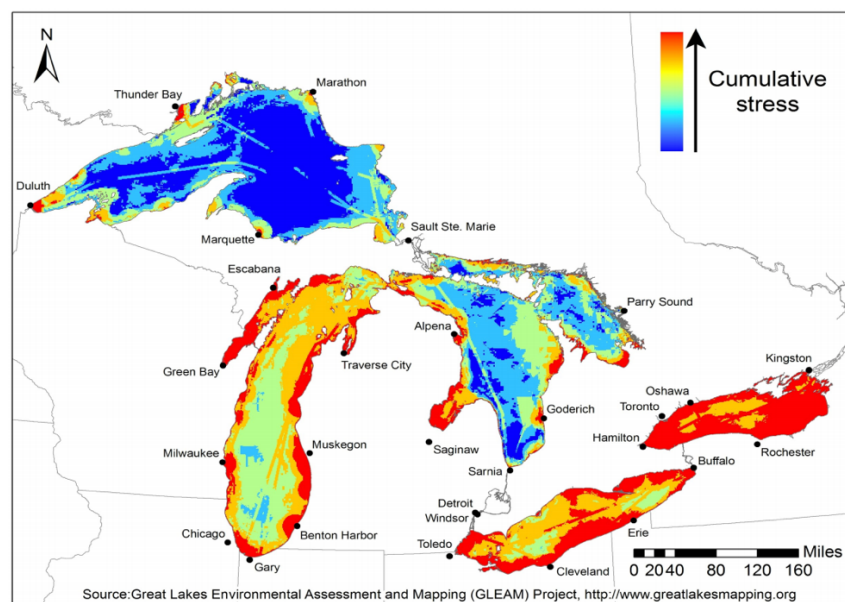 N
Cumulative
stress
Thunder Bay
Marathon
Duluth
Marquette
Sault Ste. Marie
Escabana
Parry Sound
Alpena
Green Bay
Traverse City
Kingston
Oshawa
Toronto
Goderich
Hamilton
Rochester
Saginaw
Milwaukee
Muskegon
Sarnia
Buffalo
Detroit
Windsor
Chicago
Benton Harbor
Toledo
Erie
Gary
Cleveland
Miles
0 20 40 80 120 160
Source:Great Lakes Environmental Assessment and Mapping (GLEAM) Project, http://www.greatlakesmapping.org